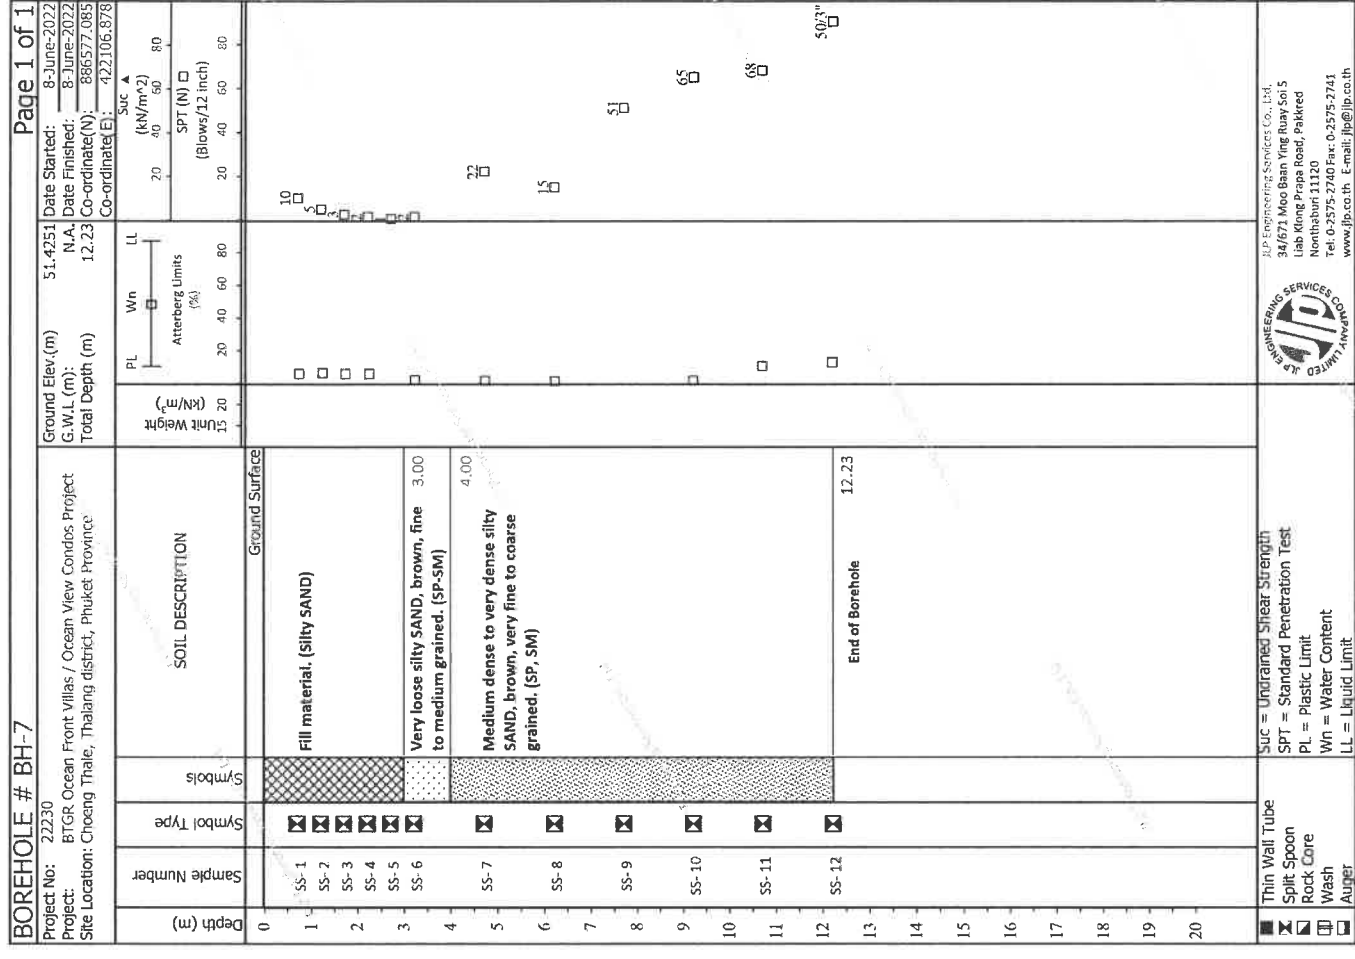 BOREHOLE # BH-7
Page 1 of 1
Project No: 22230
Project: BTGR Ocean Front Villas / Ocean View Condos Project
Site Location: Choeng Thale, Thalang district, Phuket Province
Ground Elev.(m) 51.4251
G.W.L (m): N.A.
Total Depth (m) 12.23
Date Started: 8-June-2022
Date Finished: 8-June-2022
Co-ordinate(N): 886577.085
Co-ordinate(E): 422106.878
Depth (m)
Sample Number
Symbol Type
Symbols
SOIL DESCRIPTION
Unit Weight
(kN/m³)
15 20
PL Wn LL
Atterberg Limits
(%)
20 40 60 80
Suc ▲
(kN/m^2)
20 40 60 80
SPT (N) □
(Blows/12 inch)
20 40 60 80
Ground Surface
0
1
2
3
4
5
6
7
8
9
10
11
12
13
14
15
16
17
18
19
20
SS- 1
SS- 2
SS- 3
SS- 4
SS- 5
SS- 6
SS- 7
SS- 8
SS- 9
SS- 10
SS- 11
SS- 12
Fill material. (Silty SAND)
3.00
Very loose silty SAND, brown, fine
to medium grained. (SP-SM)
4.00
Medium dense to very dense silty
SAND, brown, very fine to coarse
grained. (SP, SM)
12.23
End of Borehole
10
5
3
22
15
51
65
68
50/3"
Thin Wall Tube
Split Spoon
Rock Core
Wash
Auger
Suc = Undrained Shear Strength
SPT = Standard Penetration Test
PL = Plastic Limit
Wn = Water Content
LL = Liquid Limit
JLP ENGINEERING SERVICES COMPANY LIMITED
JLP Engineering Services Co., Ltd.
34/671 Moo Baan Ying Ruay Soi 5
Liab Klong Prapa Road, Pakkred
Nonthaburi 11120
Tel: 0-2575-2740 Fax: 0-2575-2741
www.jlp.co.th E-mail: jlp@jlp.co.th